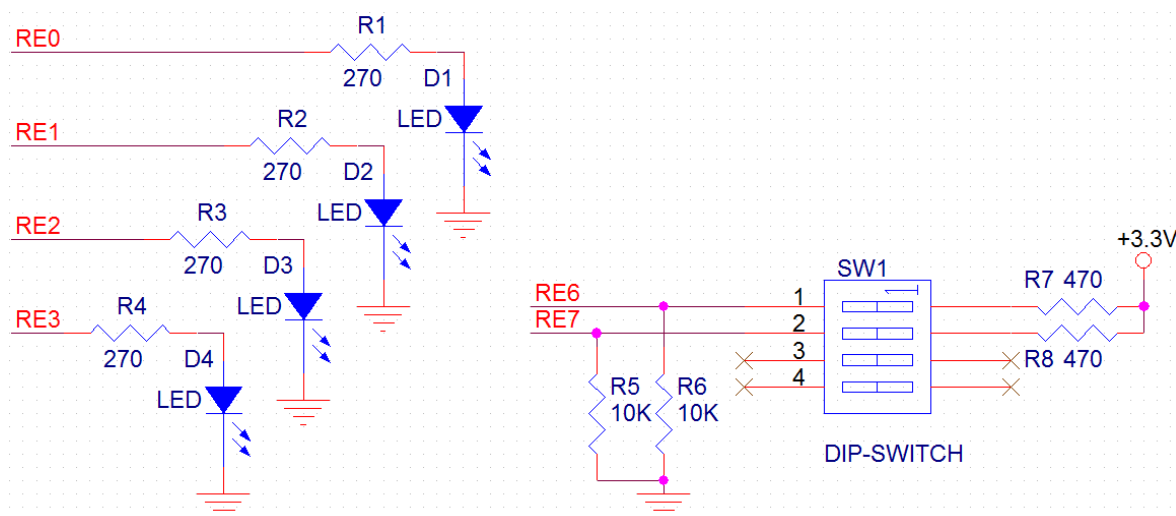 RE0
R1
270
D1
LED
RE1
R2
270
D2
LED
RE2
R3
270
D3
LED
RE3
R4
270
D4
LED
+3.3V
SW1
R7 470
RE6
1
RE7
2
3
R8 470
4
R5
10K
R6
10K
DIP-SWITCH